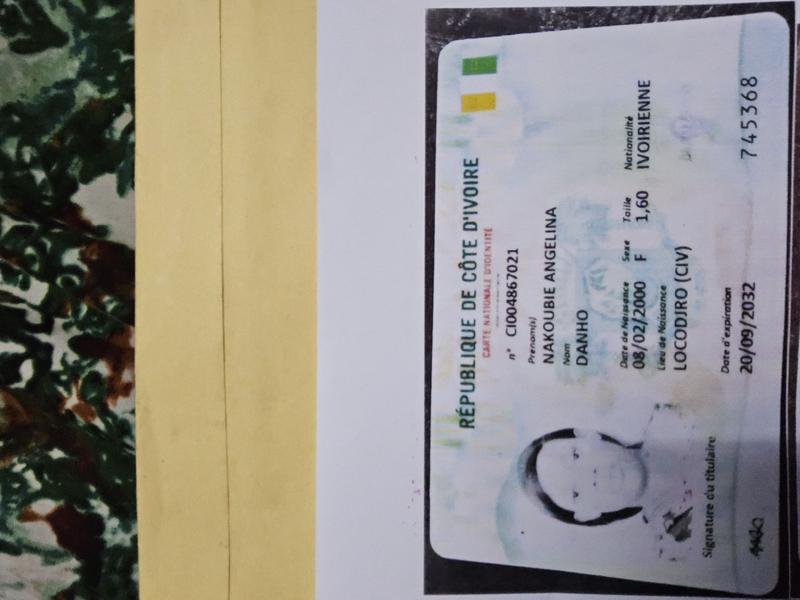 RÉPUBLIQUE DE CÔTE D'IVOIRE
CARTE NATIONALE D'IDENTITÉ
n° CI004867021
Prénom(s)
NAKOUBIE ANGELINA
Nom
DANHO
Date de Naissance Sexe Taille Nationalité
08/02/2000 F 1,60 IVOIRIENNE
Lieu de Naissance
LOCODJRO (CIV)
Signature du titulaire
Date d'expiration
20/09/2032
745368